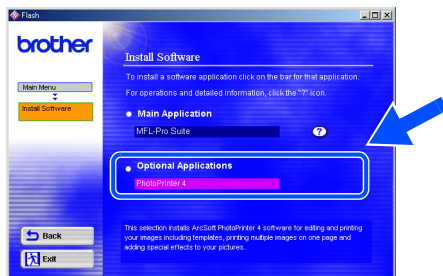 Flash
brother
Install Software
To install a software application click on the bar for that application.
For operations and detailed information, click the "?" icon.
Main Menu
Install Software
Main Application
MFL-Pro Suite
?
Optional Applications
PhotoPrinter 4
This selection installs ArcSoft PhotoPrinter 4 software for editing and printing
your images including templates, printing multiple images on one page and
adding special effects to your pictures.
Back
Exit